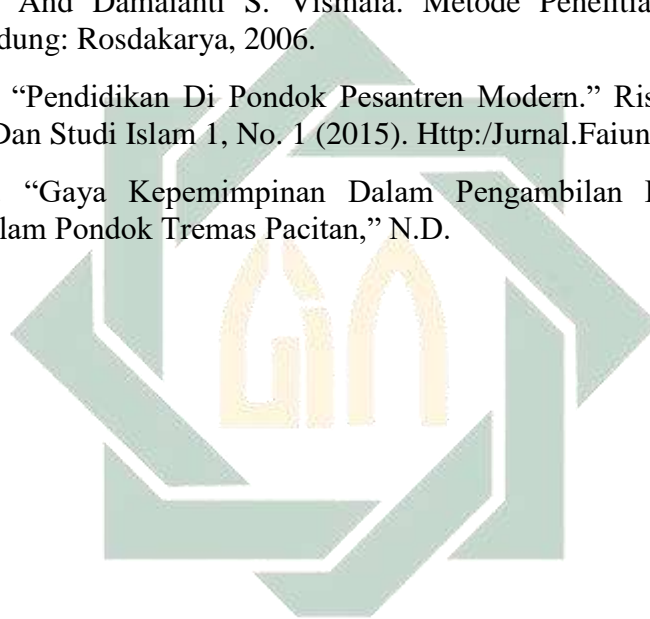 And Damaianti S. Vismaia. Metode Penelitia
dung: Rosdakarya, 2006.
“Pendidikan Di Pondok Pesantren Modern.” Ris
Dan Studi Islam 1, No. 1 (2015). Http:/Jurnal.Faiun
“Gaya Kepemimpinan Dalam Pengambilan
lam Pondok Tremas Pacitan,” N.D.